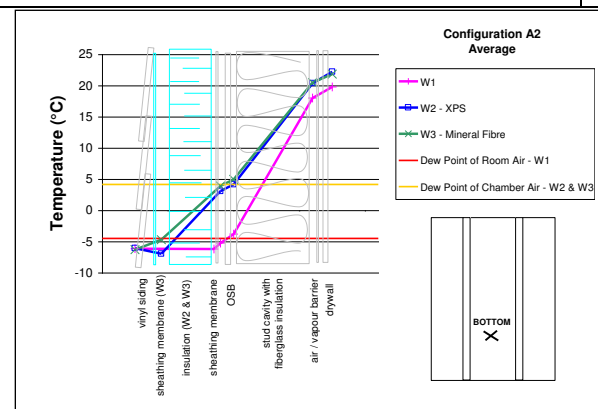 Configuration A2
Average
25
20
15
10
5
0
-5
-10
Temperature (°C)
vinyl siding
sheathing membrane (W3)
insulation (W2 & W3)
sheathing membrane
OSB
stud cavity with
fiberglass insulation
air / vapour barrier
drywall
W1
W2 - XPS
W3 - Mineral Fibre
Dew Point of Room Air - W1
Dew Point of Chamber Air - W2 & W3
BOTTOM